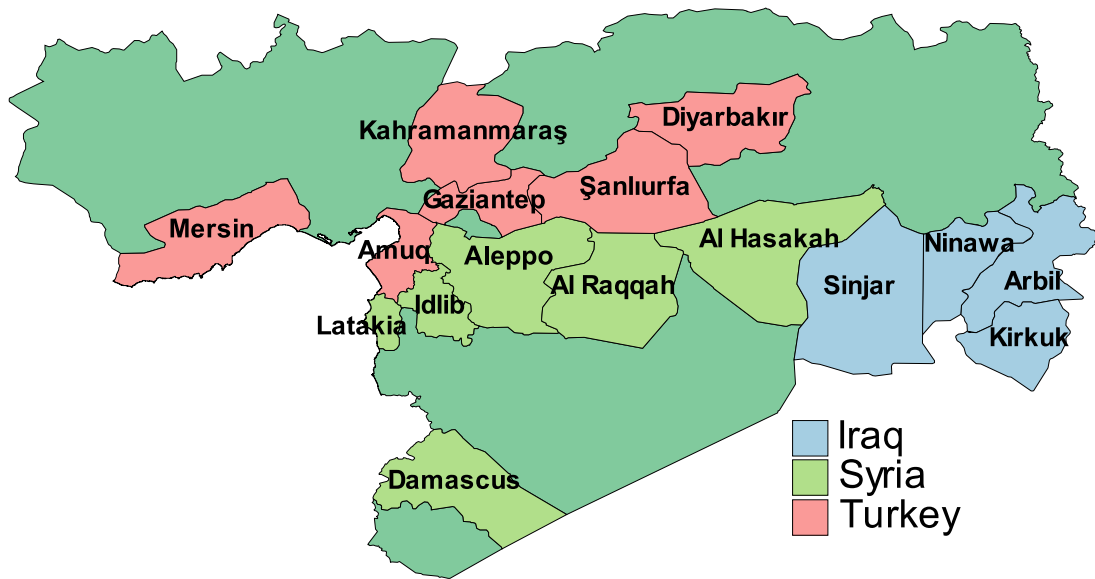 Kahramanmaraş
Diyarbakır
Gaziantep
Şanlıurfa
Mersin
Amuq
Aleppo
Al Hasakah
Ninawa
Al Raqqah
Sinjar
Arbil
Idlib
Latakia
Kirkuk
Damascus
Iraq
Syria
Turkey